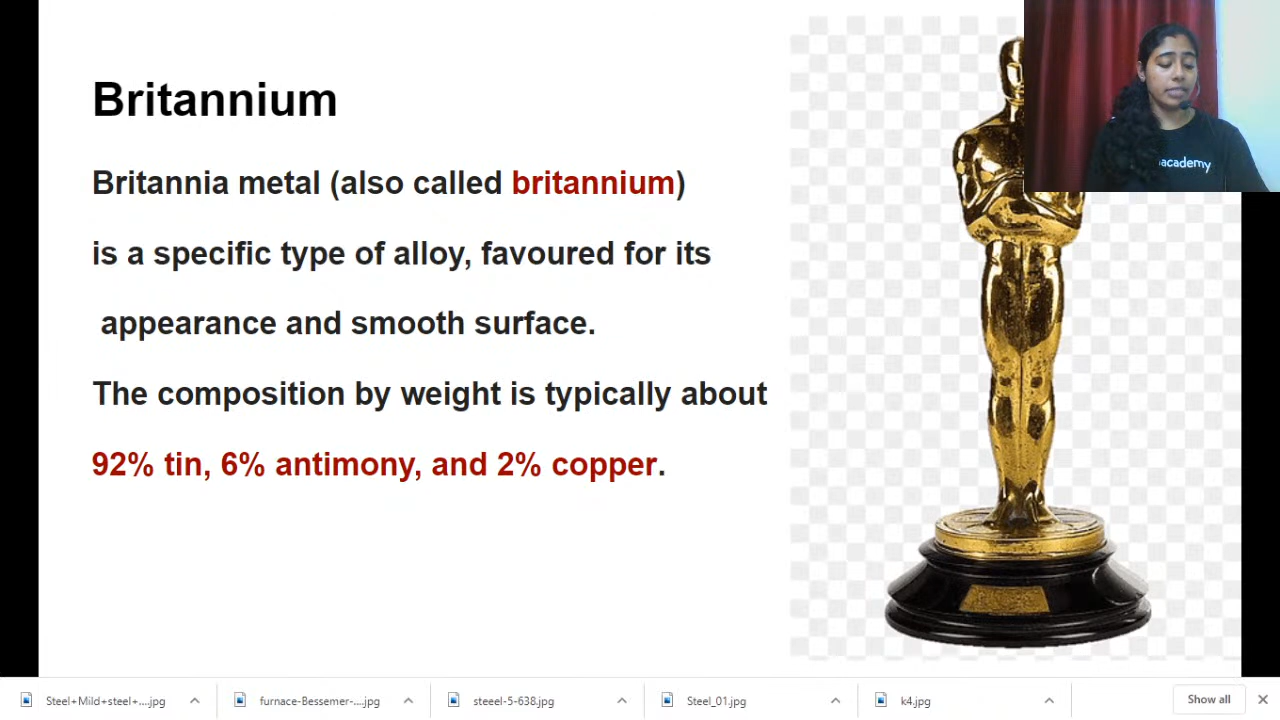 Britannium
Britannia metal (also called britannium)
is a specific type of alloy, favoured for its
appearance and smooth surface.
The composition by weight is typically about
92% tin, 6% antimony, and 2% copper.
academy
Steel+Mild+steel+....jpg
furnace-Bessemer-....jpg
steeel-5-638.jpg
Steel_01.jpg
k4.jpg
Show all